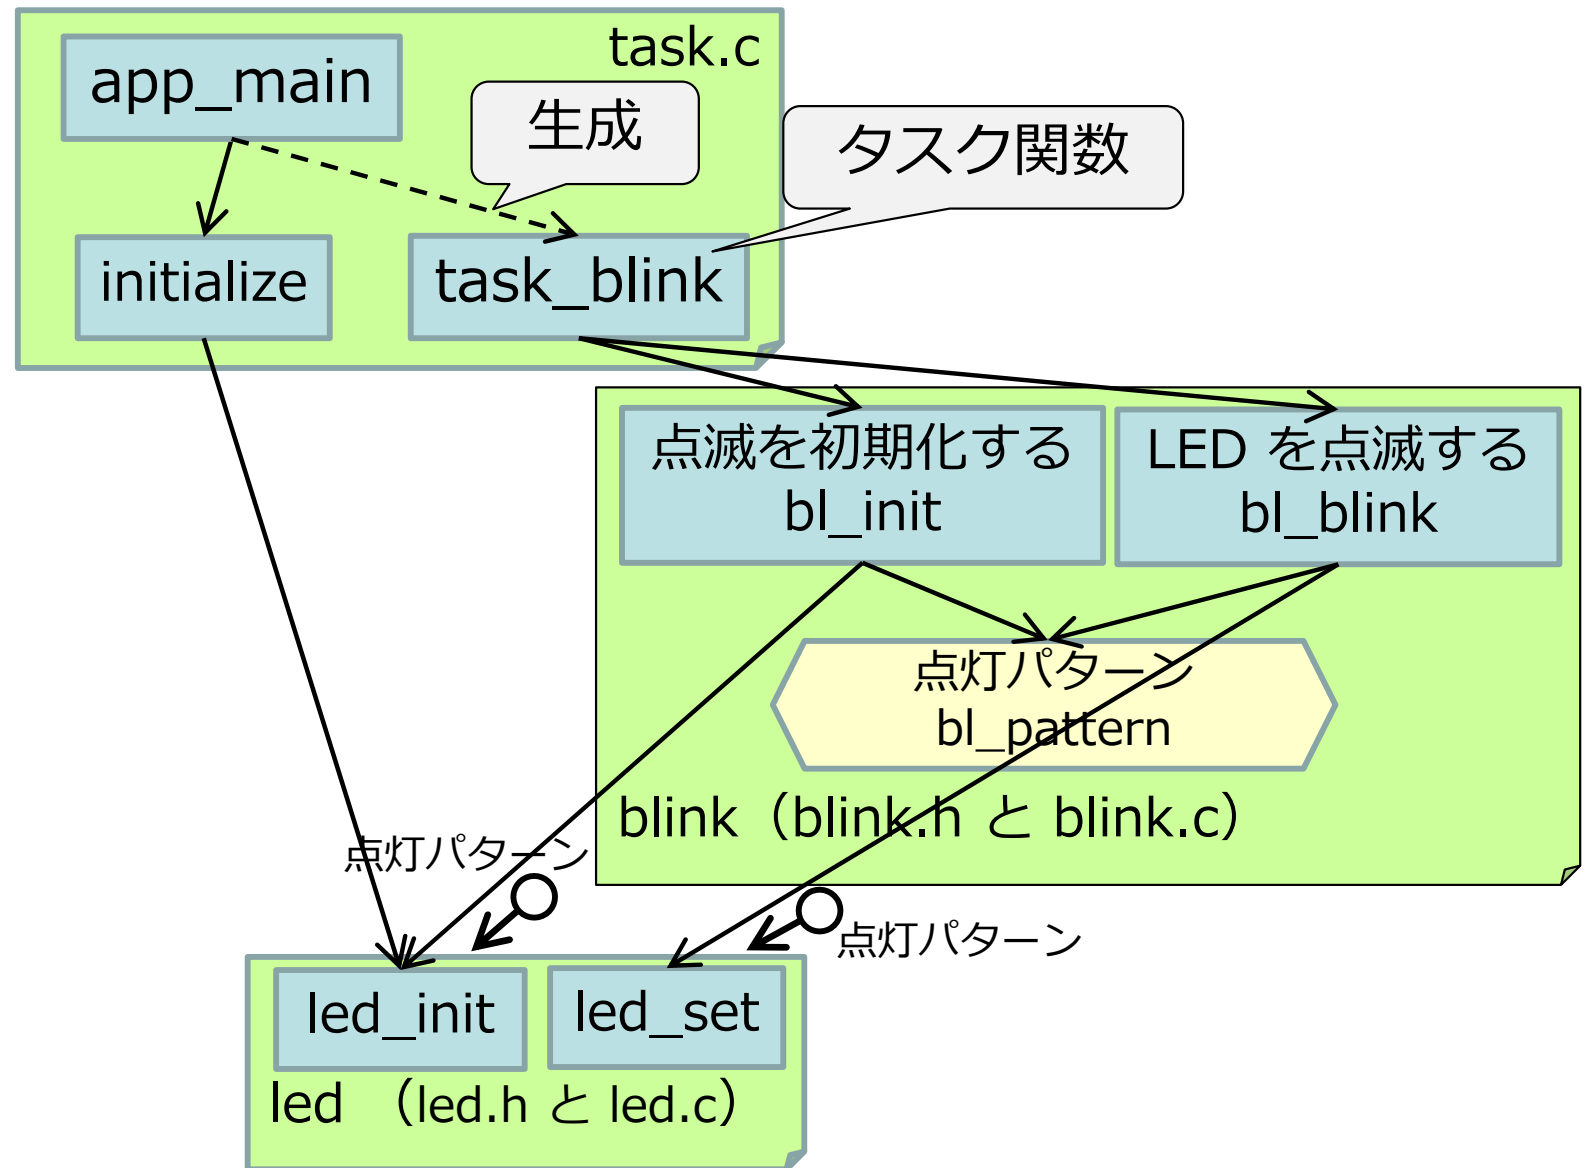 task.c
app_main
生成
タスク関数
initialize
task_blink
点滅を初期化する
bl_init
LED を点滅する
bl_blink
点灯パターン
bl_pattern
blink（blink.h と blink.c）
点灯パターン
点灯パターン
led_init
led_set
led （led.h と led.c）